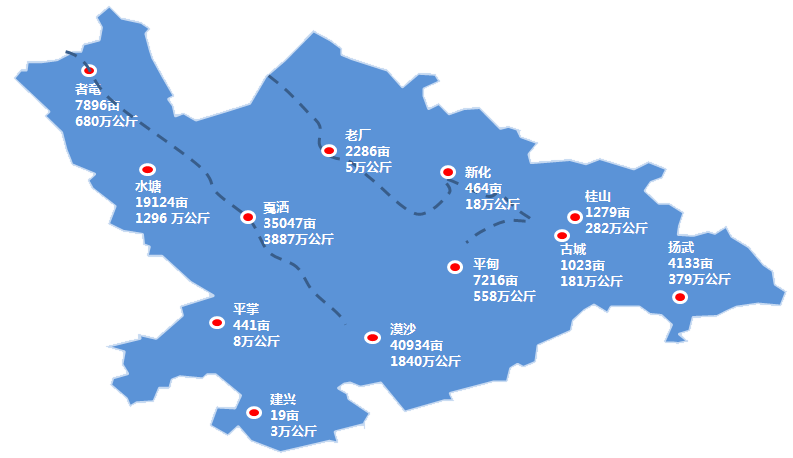 者竜
7896亩
680万公斤
老厂
2286亩
5万公斤
水塘
19124亩
1296 万公斤
新化
464亩
18万公斤
戛洒
35047亩
3887万公斤
桂山
1279亩
282万公斤
古城
1023亩
181万公斤
扬武
4133亩
379万公斤
平甸
7216亩
558万公斤
平掌
441亩
8万公斤
漠沙
40934亩
1840万公斤
建兴
19亩
3万公斤